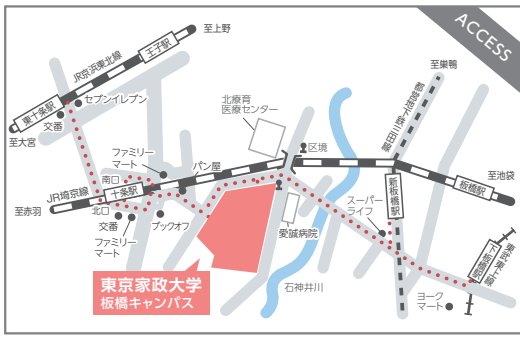 ACCESS
至上野
王子駅
JR京浜東北線
東十条駅
至大宮
セブンイレブン
交番
至巣鴨
都営地下鉄三田線
北療育
医療センター
区境
ファミリー
マート
パン屋
南口
JR埼京線
十条駅
至赤羽
北口
交番
ファミリー
マート
ブックオフ
愛誠病院
スーパー
ライフ
新板橋駅
至池袋
板橋駅
東武東上線
下板橋駅
東京家政大学
板橋キャンパス
石神井川
ヨーク
マート